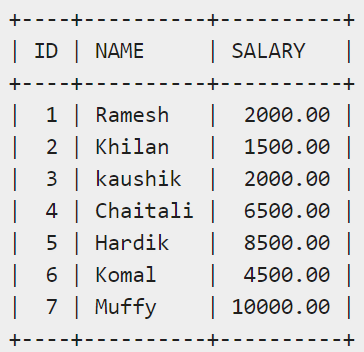 +----+----------+----------+
| ID | NAME     | SALARY   |
+----+----------+----------+
|  1 | Ramesh   |  2000.00 |
|  2 | Khilan   |  1500.00 |
|  3 | kaushik  |  2000.00 |
|  4 | Chaitali |  6500.00 |
|  5 | Hardik   |  8500.00 |
|  6 | Komal    |  4500.00 |
|  7 | Muffy    | 10000.00 |
+----+----------+----------+